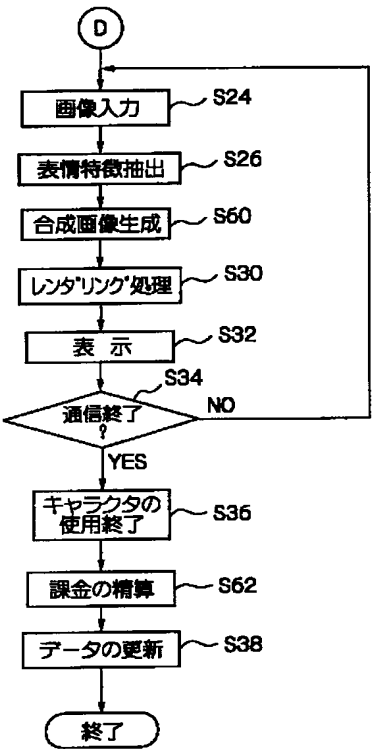 D
画像入力 S24
表情特徴抽出 S26
合成画像生成 S60
レンダリング処理 S30
表示 S32
S34
通信終了 NO
?
YES
キャラクタの
使用終了 S36
課金の精算 S62
データの更新 S38
終了